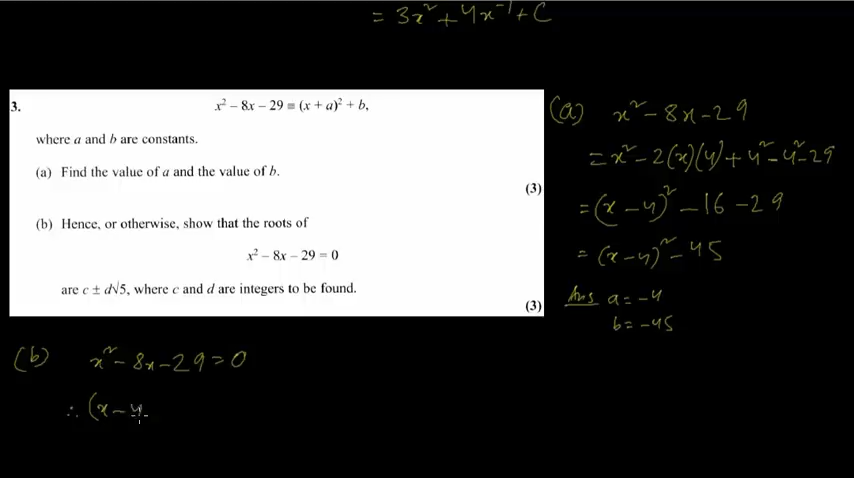 = 3x² + 4x⁻¹ + C
3. x² – 8x – 29 ≡ (x + a)² + b,
where a and b are constants.
(a) Find the value of a and the value of b.
(3)
(b) Hence, or otherwise, show that the roots of
x² – 8x – 29 = 0
are c ± d√5, where c and d are integers to be found.
(3)
(a) x² – 8x – 29
= x² – 2(x)(4) + 4² – 4² – 29
= (x – 4)² – 16 – 29
= (x – 4)² – 45
Ans a = –4
b = –45
(b) x² – 8x – 29 = 0
∴ (x – 4